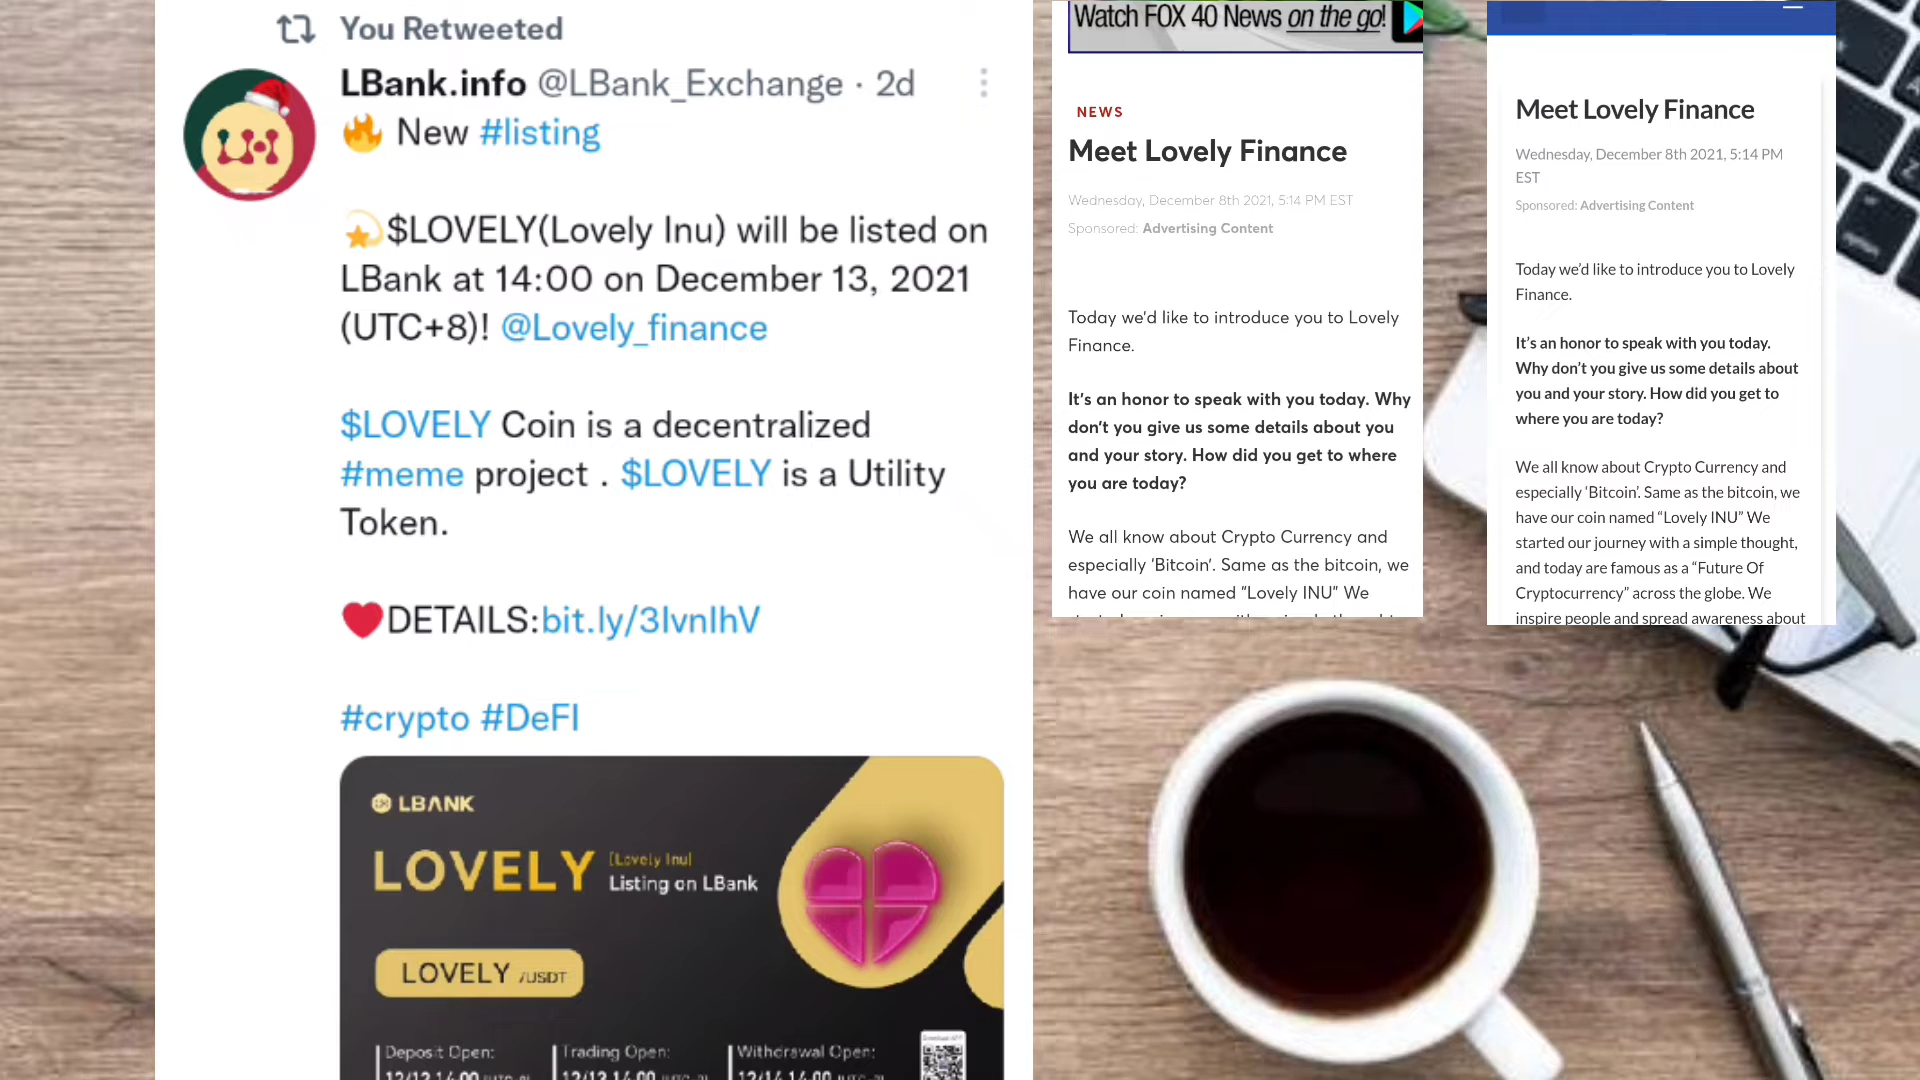 You Retweeted
LBank.info @LBank_Exchange · 2d
New #listing
$LOVELY(Lovely Inu) will be listed on
LBank at 14:00 on December 13, 2021
(UTC+8)! @Lovely_finance
$LOVELY Coin is a decentralized
#meme project . $LOVELY is a Utility
Token.
DETAILS:bit.ly/3IvnIhV
#crypto #DeFI
LBANK
LOVELY
(Lovely Inu)
Listing on LBank
LOVELY /USDT
Deposit Open:
Trading Open:
Withdrawal Open:
Watch FOX 40 News on the go!
NEWS
Meet Lovely Finance
Wednesday, December 8th 2021, 5:14 PM EST
Sponsored: Advertising Content
Today we'd like to introduce you to Lovely
Finance.
It's an honor to speak with you today. Why
don't you give us some details about you
and your story. How did you get to where
you are today?
We all know about Crypto Currency and
especially 'Bitcoin'. Same as the bitcoin, we
have our coin named "Lovely INU" We
Meet Lovely Finance
Wednesday, December 8th 2021, 5:14 PM
EST
Sponsored: Advertising Content
Today we'd like to introduce you to Lovely
Finance.
It's an honor to speak with you today.
Why don't you give us some details about
you and your story. How did you get to
where you are today?
We all know about Crypto Currency and
especially 'Bitcoin'. Same as the bitcoin, we
have our coin named "Lovely INU" We
started our journey with a simple thought,
and today are famous as a "Future Of
Cryptocurrency" across the globe. We
inspire people and spread awareness about